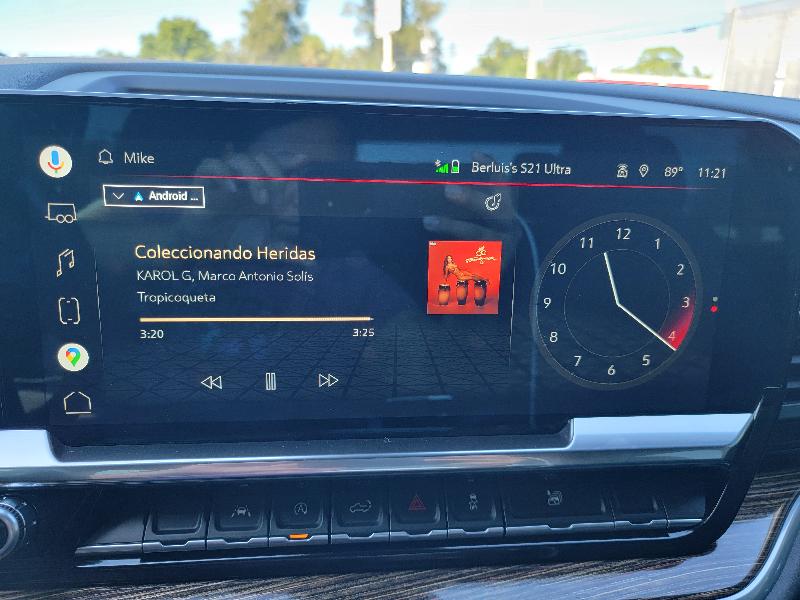 Mike
Berluis's S21 Ultra
89° 11:21
Android ...
Coleccionando Heridas
KAROL G, Marco Antonio Solís
Tropicoqueta
3:20 3:25
12
11 1
10 2
9 3
8
7 5
6